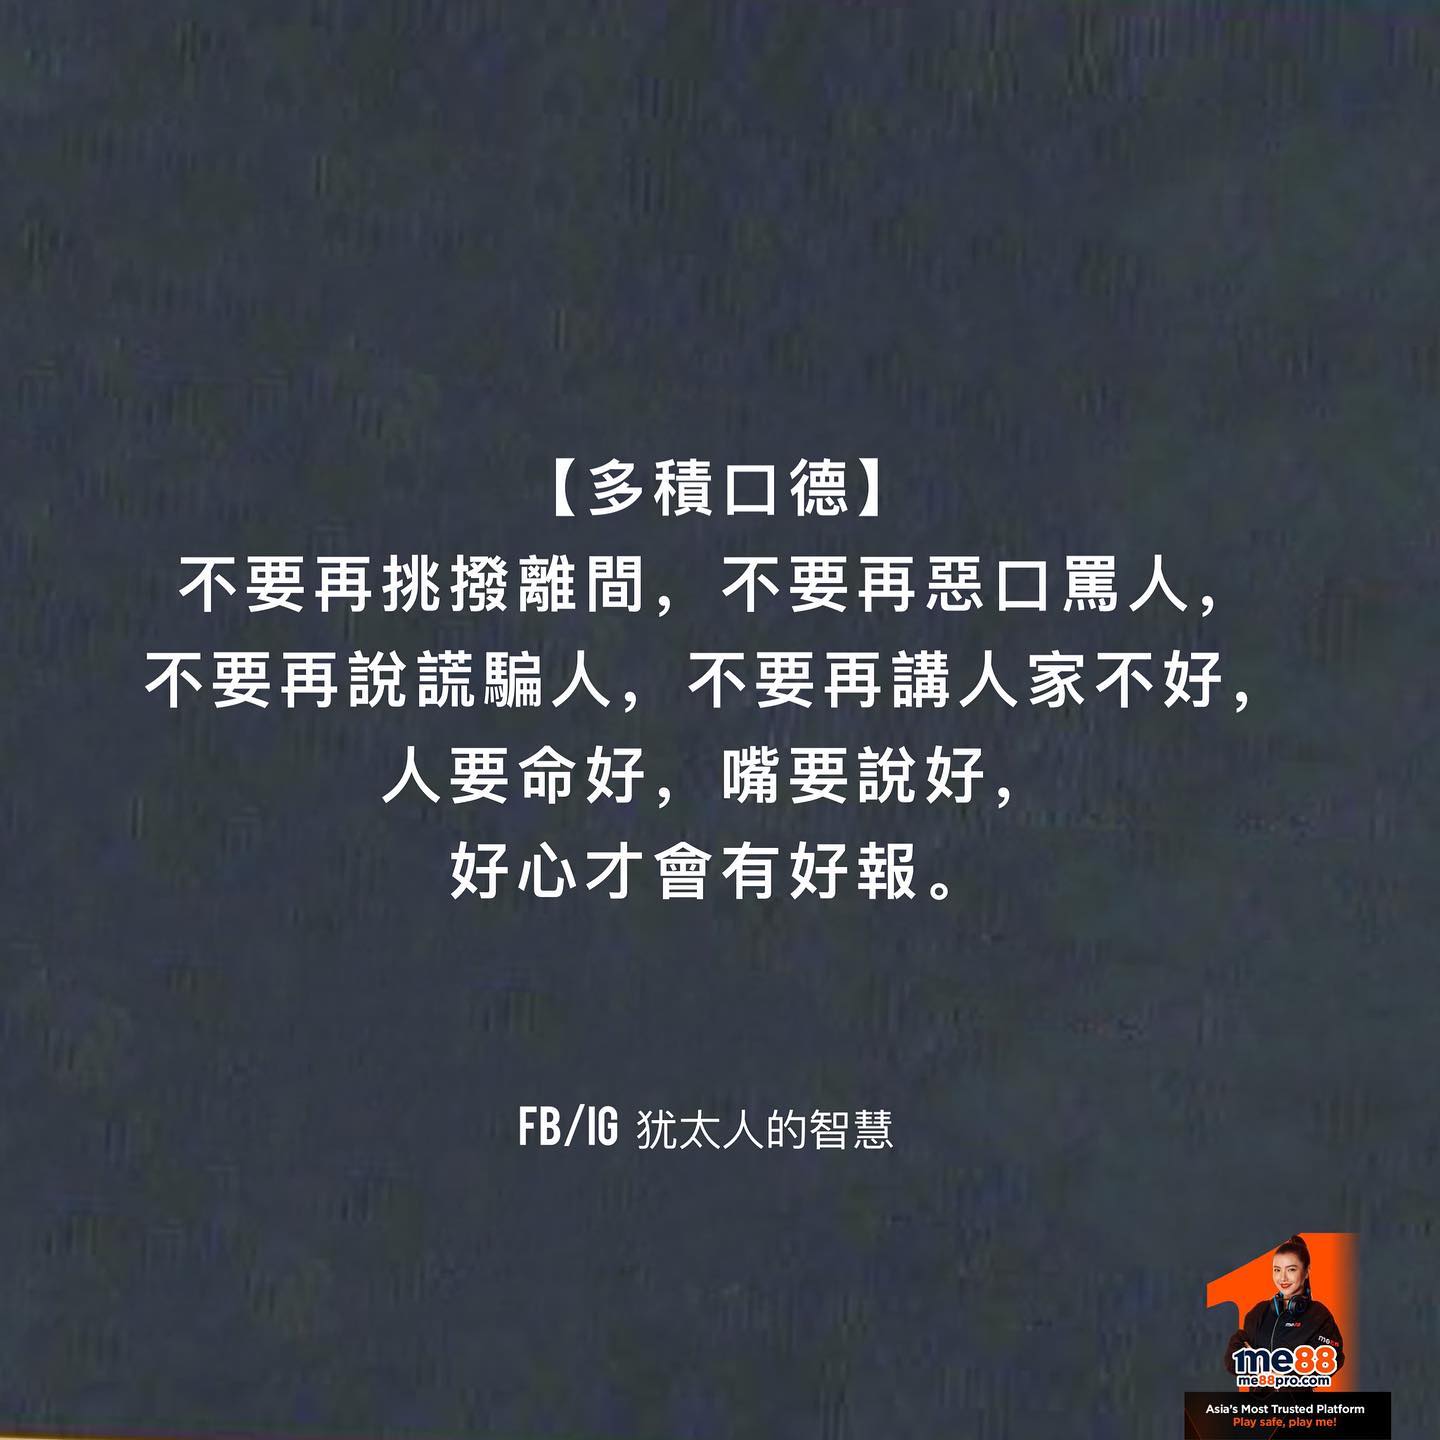 【多積口德】
不要再挑撥離間，不要再惡口罵人，
不要再說謊騙人，不要再講人家不好，
人要命好，嘴要說好，
好心才會有好報。
FB/IG 犹太人的智慧
me88
me88
1
me88
me88pro.com
Asia's Most Trusted Platform
Play safe, play me!